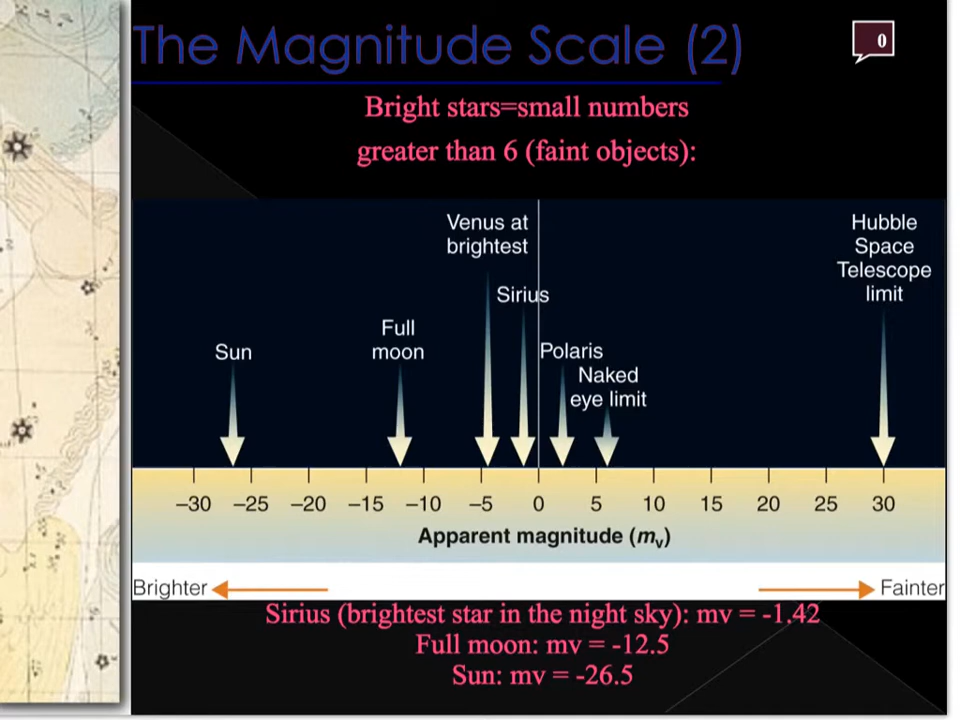 The Magnitude Scale (2)
0
Bright stars=small numbers
greater than 6 (faint objects):
Venus at
brightest
Hubble
Space
Telescope
limit
Sirius
Full
moon
Sun
Polaris
Naked
eye limit
–30 –25 –20 –15 –10 –5 0 5 10 15 20 25 30
Apparent magnitude (mv)
Brighter Fainter
Sirius (brightest star in the night sky): mv = -1.42
Full moon: mv = -12.5
Sun: mv = -26.5